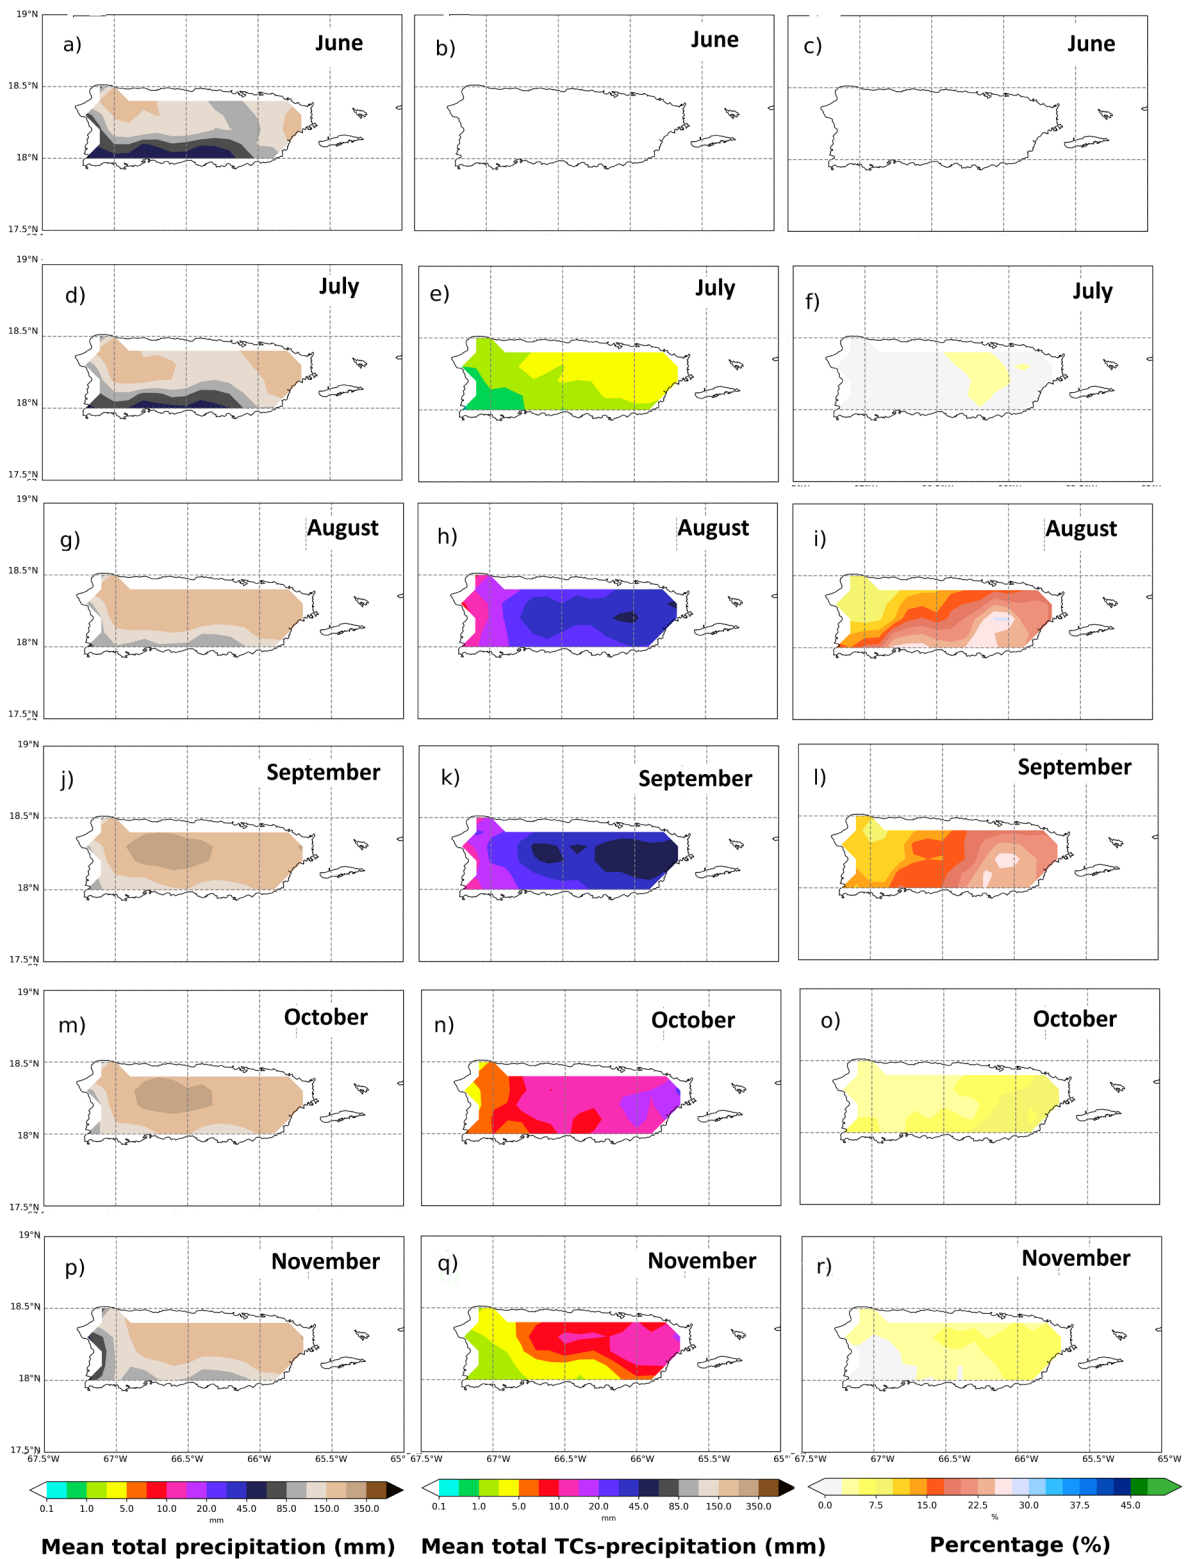 19°N
a) June
b) June
c) June
18.5°N
18°N
17.5°N
19°N
d) July
e) July
f) July
18.5°N
18°N
17.5°N
19°N
g) August
h) August
i) August
18.5°N
18°N
17.5°N
19°N
j) September
k) September
l) September
18.5°N
18°N
17.5°N
19°N
m) October
n) October
o) October
18.5°N
18°N
17.5°N
19°N
p) November
q) November
r) November
18.5°N
18°N
17.5°N
67.5°W 67°W 66.5°W 66°W 67.5°W 67°W 66.5°W 66°W 67.5°W 67°W 66.5°W 66°W 65.5°W 65°W
0.1 1.0 5.0 10.0 20.0 45.0 85.0 150.0 350.0
mm
Mean total precipitation (mm)
0.1 1.0 5.0 10.0 20.0 45.0 85.0 150.0 350.0
mm
Mean total TCs-precipitation (mm)
0.0 7.5 15.0 22.5 30.0 37.5 45.0
%
Percentage (%)